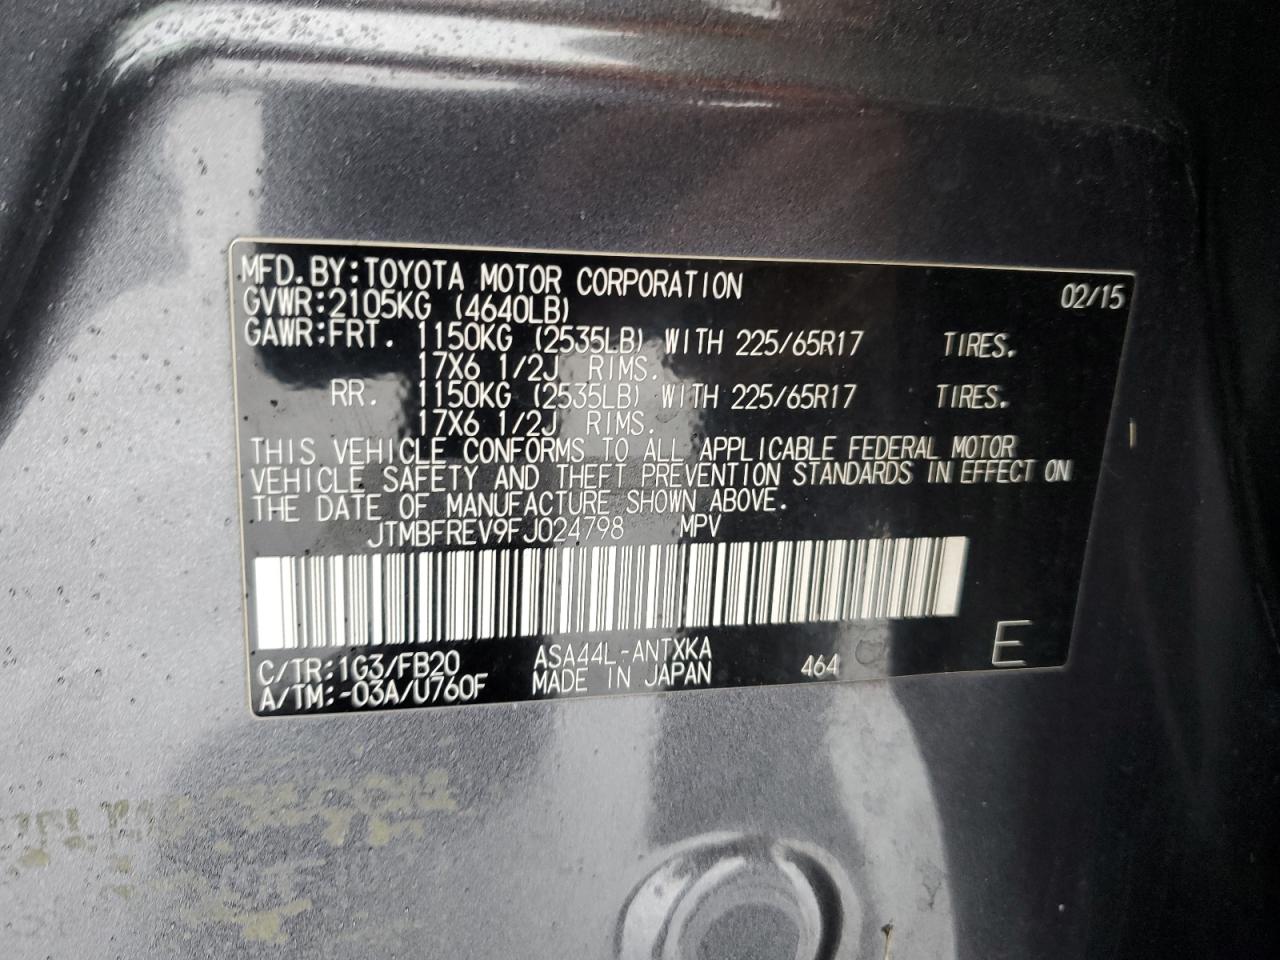 MFD.BY:TOYOTA MOTOR CORPORATION 02/15
GVWR:2105KG (4640LB)
GAWR:FRT. 1150KG (2535LB) WITH 225/65R17 TIRES.
17X6 1/2J RIMS.
RR. 1150KG (2535LB) WITH 225/65R17 TIRES.
17X6 1/2J RIMS.
THIS VEHICLE CONFORMS TO ALL APPLICABLE FEDERAL MOTOR
VEHICLE SAFETY AND THEFT PREVENTION STANDARDS IN EFFECT ON
THE DATE OF MANUFACTURE SHOWN ABOVE.
JTMBFREV9FJ024798 MPV
C/TR:1G3/FB20 ASA44L-ANTXKA 464 E
A/TM:-03A/U760F MADE IN JAPAN